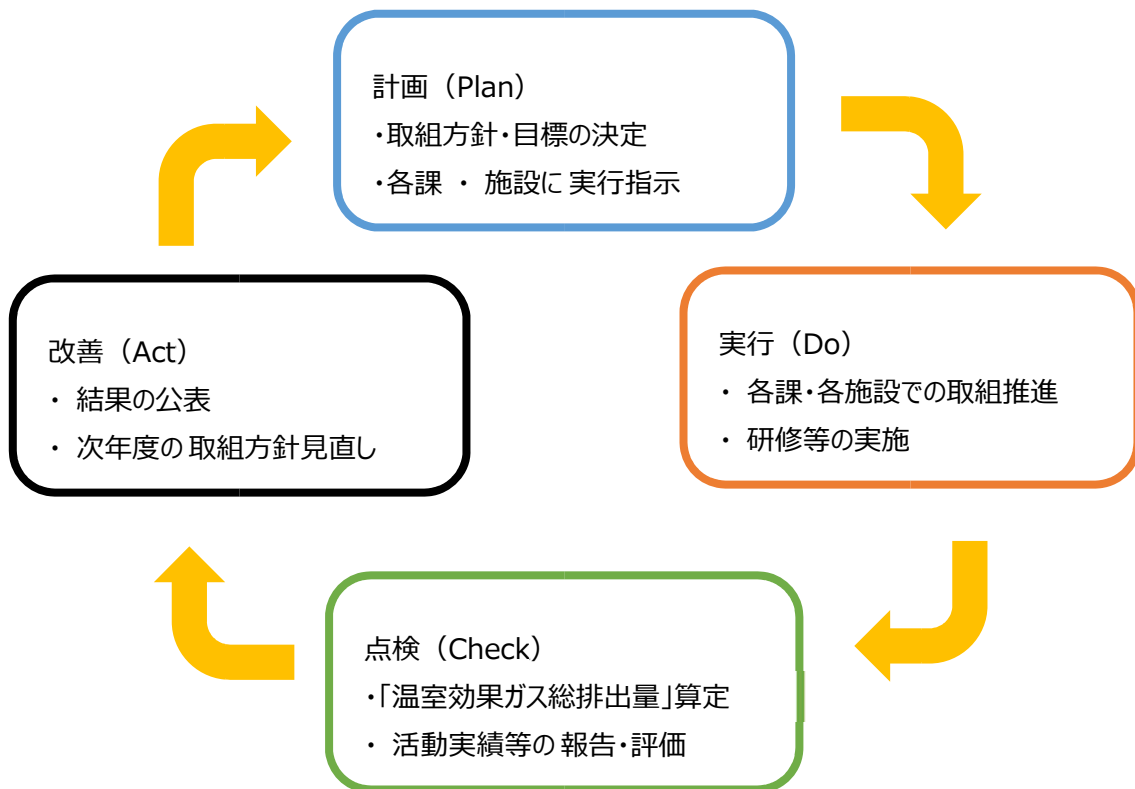 計画（Plan）
・取組方針・目標の決定
・各課 ・ 施設に 実行指示
実行（Do）
・ 各課・各施設での取組推進
・ 研修等の実施
点検（Check）
・「温室効果ガス総排出量」算定
・ 活動実績等の 報告・評価
改善（Act）
・ 結果の公表
・ 次年度の 取組方針見直し